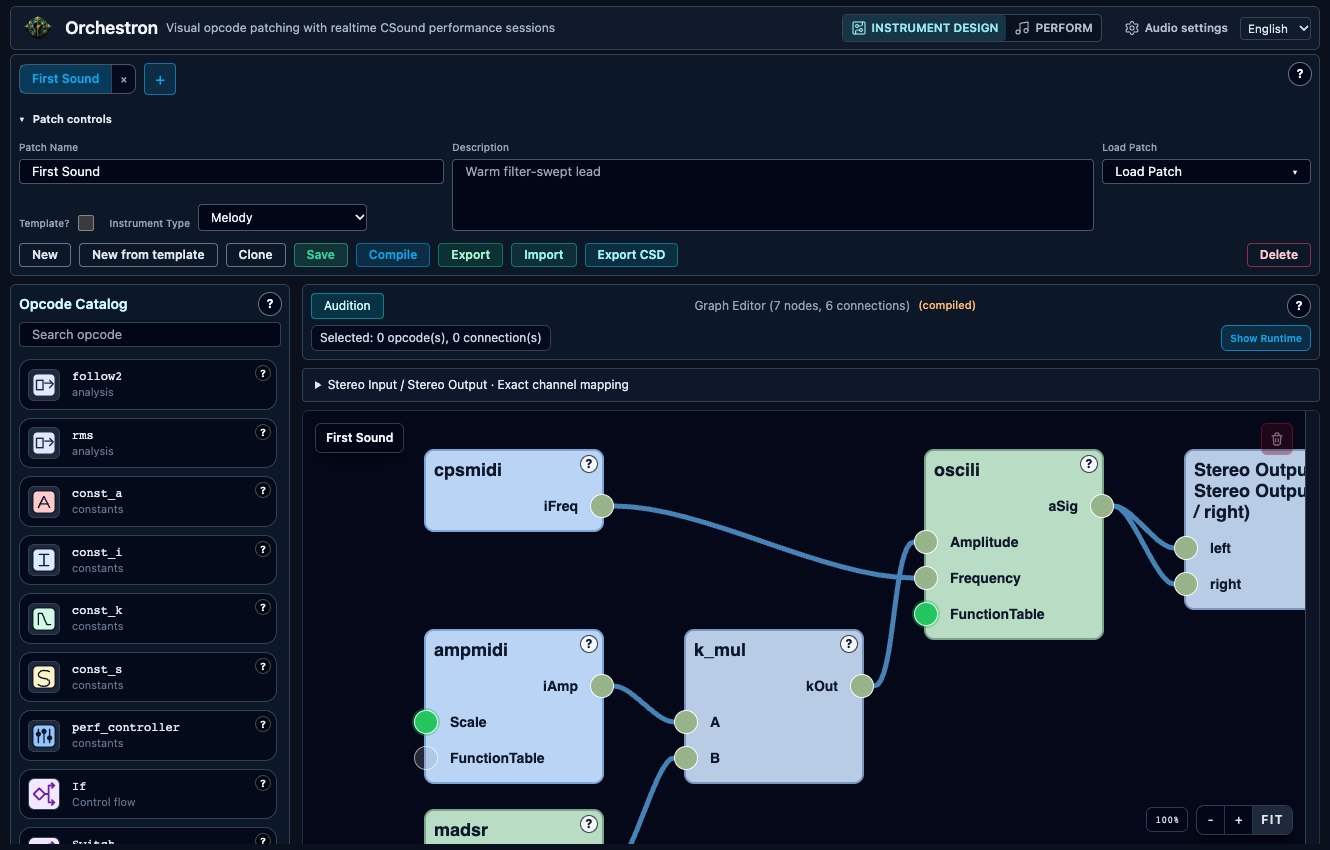 Orchestron
Visual opcode patching with realtime CSound performance sessions
INSTRUMENT DESIGN
PERFORM
Audio settings
English
First Sound
×
+
?
Patch controls
Patch Name
Description
Load Patch
First Sound
Warm filter-swept lead
Load Patch
Template?
Instrument Type
Melody
New
New from template
Clone
Save
Compile
Export
Import
Export CSD
Delete
Opcode Catalog
?
Search opcode
follow2
?
analysis
rms
?
analysis
const_a
?
constants
const_i
?
constants
const_k
?
constants
const_s
?
constants
perf_controller
?
constants
If
?
Control flow
Switch
?
Audition
Graph Editor (7 nodes, 6 connections)
(compiled)
?
Selected: 0 opcode(s), 0 connection(s)
Show Runtime
Stereo Input / Stereo Output · Exact channel mapping
First Sound
cpsmidi
?
iFreq
ampmidi
?
iAmp
Scale
FunctionTable
madsr
?
k_mul
?
kOut
A
B
oscili
?
aSig
Amplitude
Frequency
FunctionTable
Stereo Outpu
Stereo Outpu
/ right)
left
right
100%
-
+
FIT